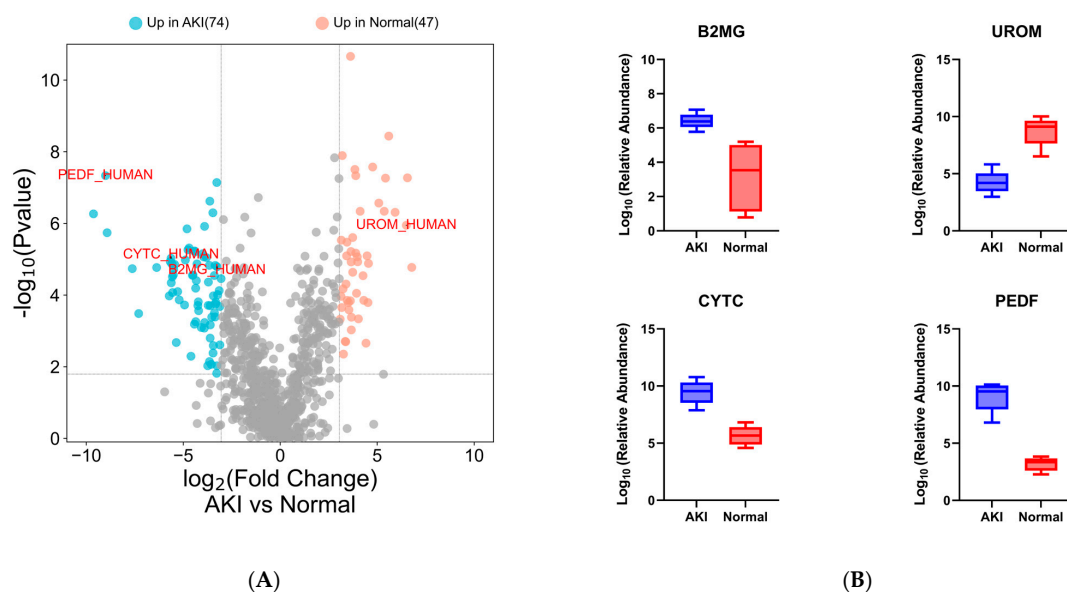 Up in AKI(74)
Up in Normal(47)
-log10(Pvalue)
10
8
6
4
2
0
PEDF_HUMAN
UROM_HUMAN
CYTC_HUMAN
B2MG_HUMAN
−10
−5
0
5
10
log2(Fold Change)
AKI vs Normal
(A)
B2MG
Log10 (Relative Abundance)
10
8
6
4
2
0
AKI
Normal
UROM
Log10 (Relative Abundance)
15
10
5
0
AKI
Normal
CYTC
Log10 (Relative Abundance)
15
10
5
0
AKI
Normal
PEDF
Log10 (Relative Abundance)
15
10
5
0
AKI
Normal
(B)